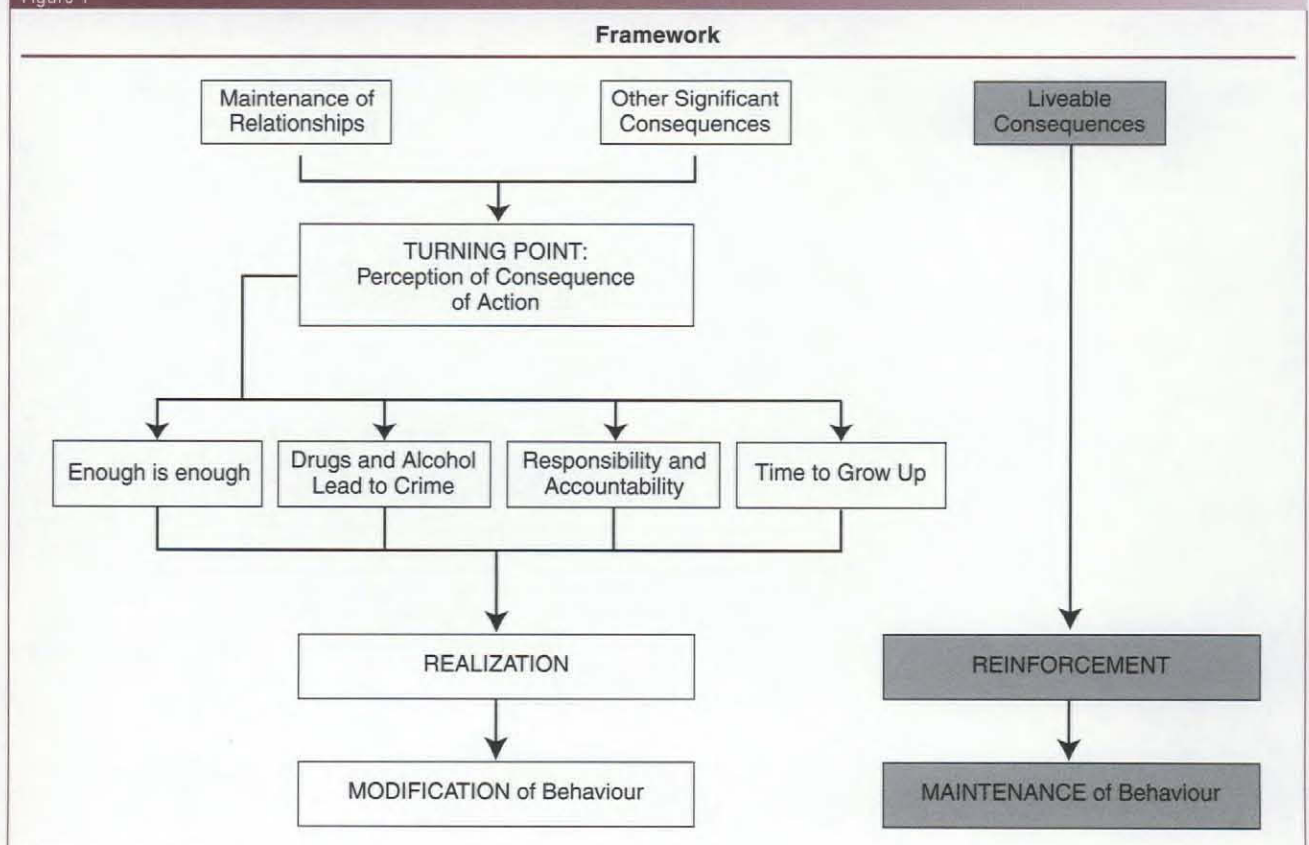 Framework
Maintenance of
Relationships
Other Significant
Consequences
Liveable
Consequences
TURNING POINT:
Perception of Consequence
of Action
Enough is enough
Drugs and Alcohol
Lead to Crime
Responsibility and
Accountability
Time to Grow Up
REALIZATION
REINFORCEMENT
MODIFICATION of Behaviour
MAINTENANCE of Behaviour